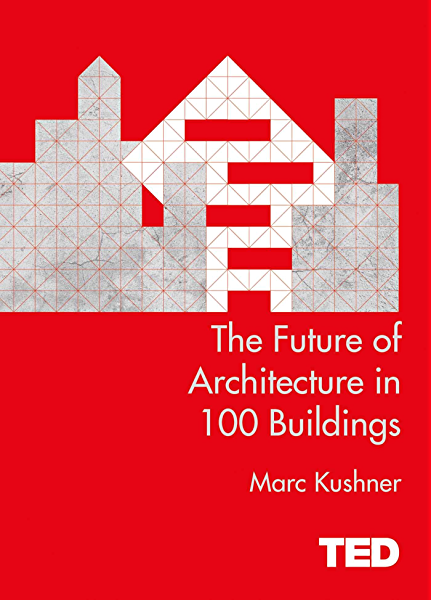 The Future of
Architecture in
100 Buildings
Marc Kushner
TED